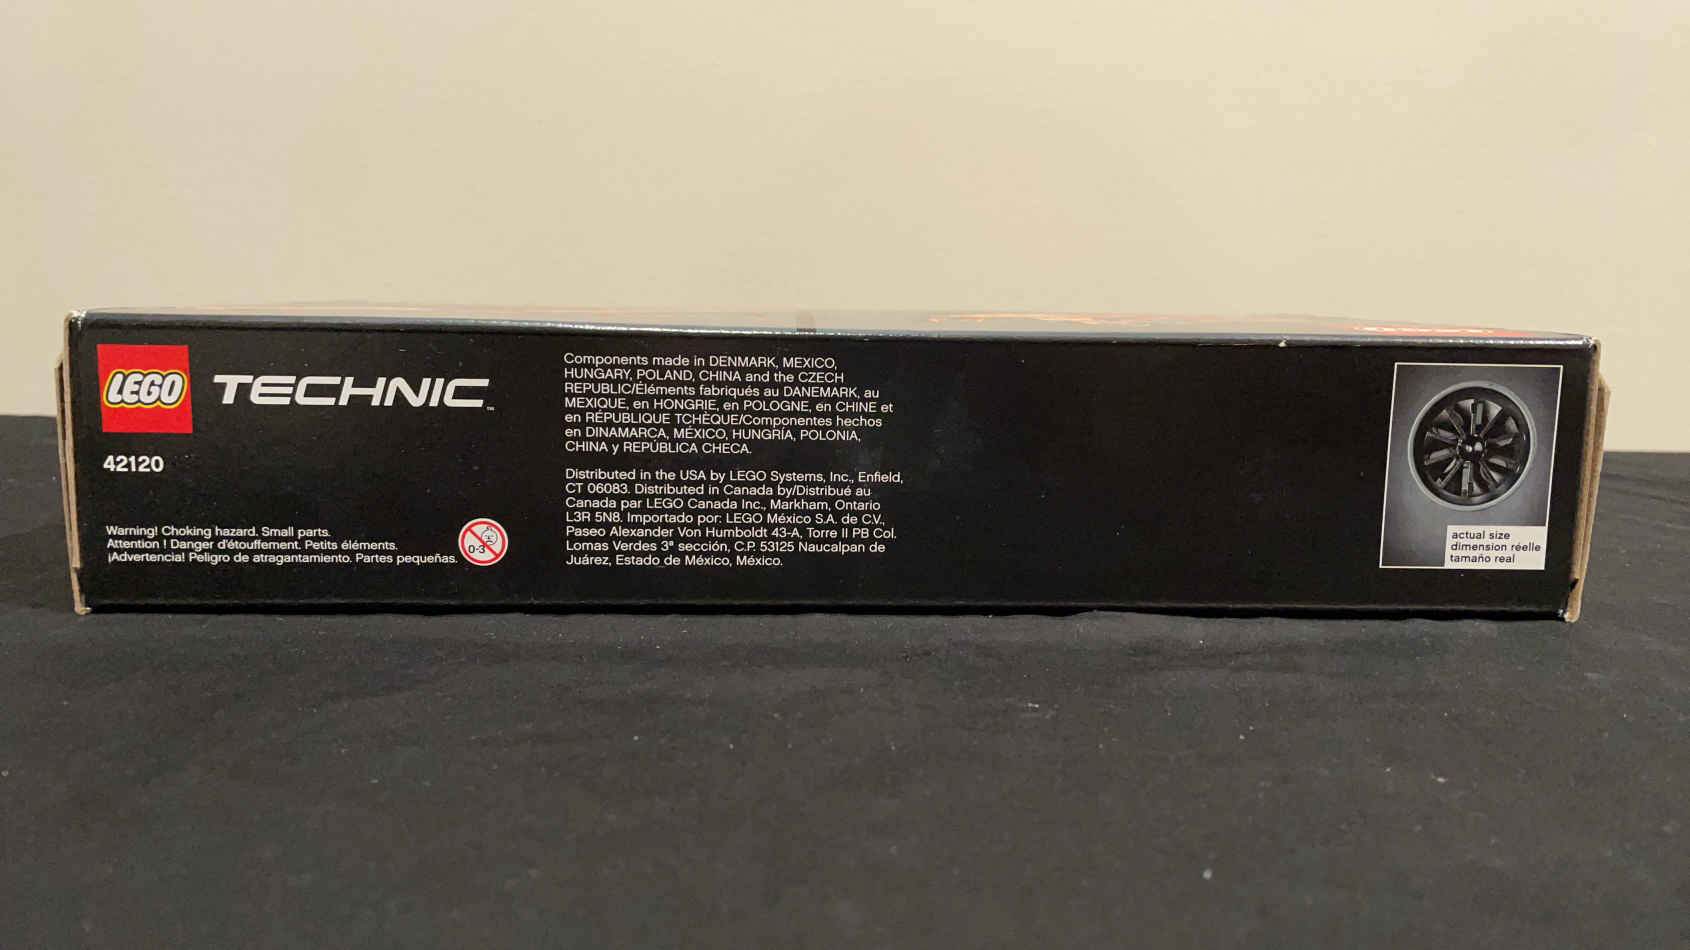 LEGO TECHNIC™
42120
Warning! Choking hazard. Small parts.
Attention ! Danger d'étouffement. Petits éléments.
¡Advertencia! Peligro de atragantamiento. Partes pequeñas.
0-3
Components made in DENMARK, MEXICO,
HUNGARY, POLAND, CHINA and the CZECH
REPUBLIC/Éléments fabriqués au DANEMARK, au
MEXIQUE, en HONGRIE, en POLOGNE, en CHINE et
en RÉPUBLIQUE TCHÈQUE/Componentes hechos
en DINAMARCA, MÉXICO, HUNGRÍA, POLONIA,
CHINA y REPÚBLICA CHECA.
Distributed in the USA by LEGO Systems, Inc., Enfield,
CT 06083. Distributed in Canada by/Distribué au
Canada par LEGO Canada Inc., Markham, Ontario
L3R 5N8. Importado por: LEGO México S.A. de C.V.,
Paseo Alexander Von Humboldt 43-A, Torre II PB Col.
Lomas Verdes 3ª sección, C.P. 53125 Naucalpan de
Juárez, Estado de México, México.
actual size
dimension réelle
tamaño real